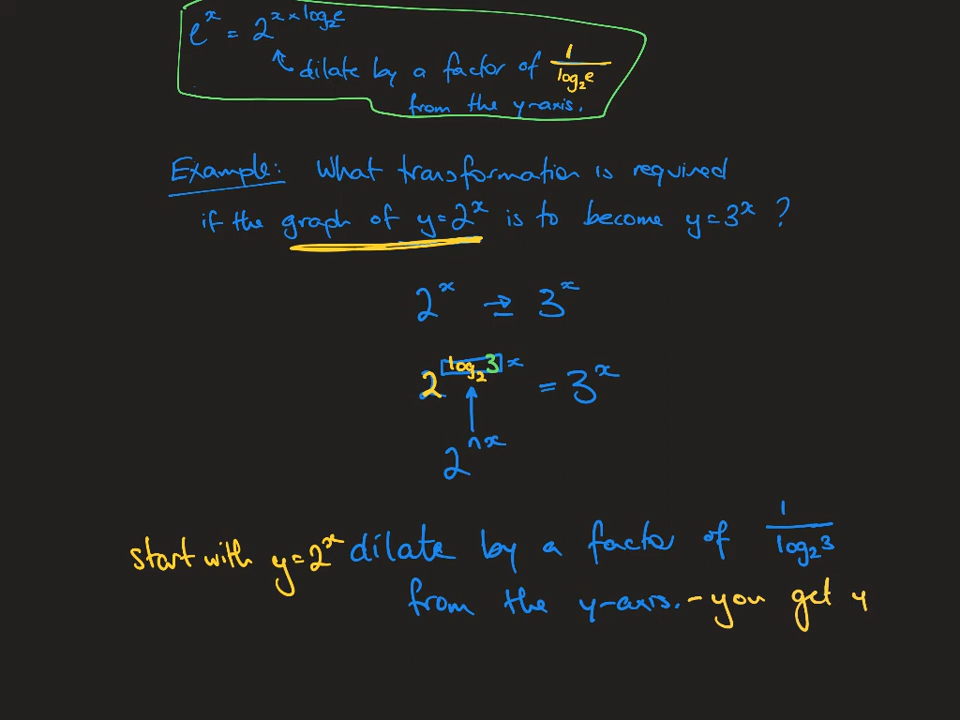 e^x = 2^{x × log₂e}
dilate by a factor of 1/log₂e
from the y-axis.
Example: What transformation is required
if the graph of y=2^x is to become y=3^x ?
2^x → 3^x
2^{log₂3 x} = 3^x
2^{nx}
start with y=2^x dilate by a factor of 1/log₂3
from the y-axis. - you get y